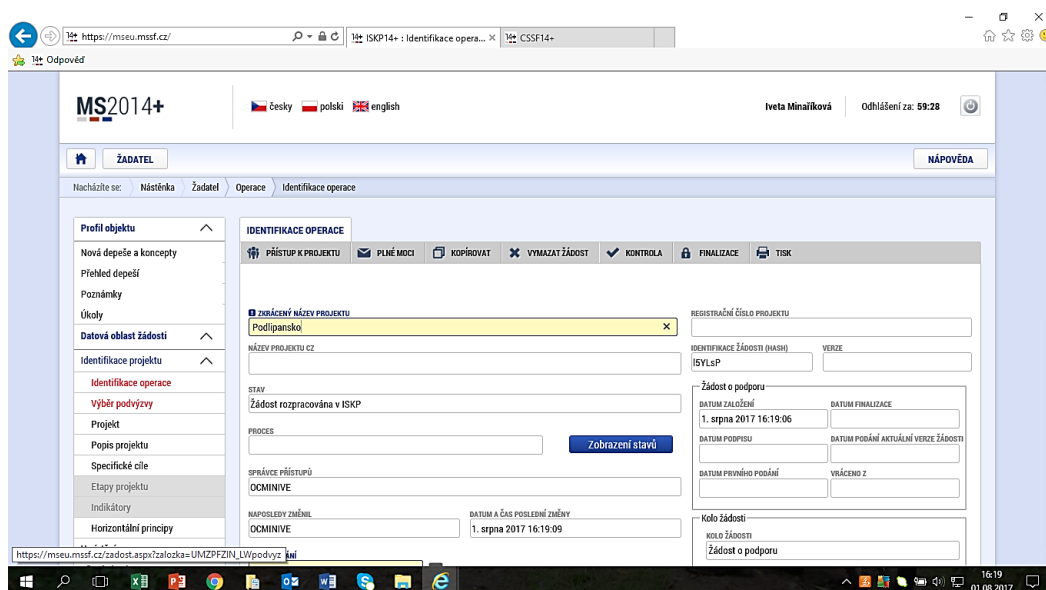 https://mseu.mssf.cz/
ISKP14+ : Identifikace opera...
CSSF14+
Odpověď
MS2014+
česky polski english
Iveta Minaříková
Odhlášení za: 59:28
ŽADATEL
NÁPOVĚDA
Nacházíte se: Nástěnka Žadatel Operace Identifikace operace
Profil objektu
Nová depeše a koncepty
Přehled depeší
Poznámky
Úkoly
Datová oblast žádosti
Identifikace projektu
Identifikace operace
Výběr podvýzvy
Projekt
Popis projektu
Specifické cíle
Etapy projektu
Indikátory
Horizontální principy
IDENTIFIKACE OPERACE
PŘÍSTUP K PROJEKTU PLNÉ MOCI KOPÍROVAT VYMAZAT ŽÁDOST KONTROLA FINALIZACE TISK
ZKRÁCENÝ NÁZEV PROJEKTU
Podlipansko
NÁZEV PROJEKTU CZ
STAV
Žádost rozpracována v ISKP
PROCES
Zobrazení stavů
SPRÁVCE PŘÍSTUPŮ
OCMINIVE
NAPOSLEDY ZMĚNIL
OCMINIVE
DATUM A ČAS POSLEDNÍ ZMĚNY
1. srpna 2017 16:19:09
REGISTRAČNÍ ČÍSLO PROJEKTU
IDENTIFIKACE ŽÁDOSTI (HASH)
VERZE
Žádost o podporu
DATUM ZALOŽENÍ
1. srpna 2017 16:19:06
DATUM FINALIZACE
DATUM PODPISU
DATUM PODÁNÍ AKTUÁLNÍ VERZE ŽÁDOSTI
DATUM PRVNÍHO PODÁNÍ
VRÁCENO Z
Kolo žádosti
KOLO ŽÁDOSTI
Žádost o podporu
https://mseu.mssf.cz/zadost.aspx?zalozka=UMZPFZIN_LWpodvyz
16:19
01.08.2017